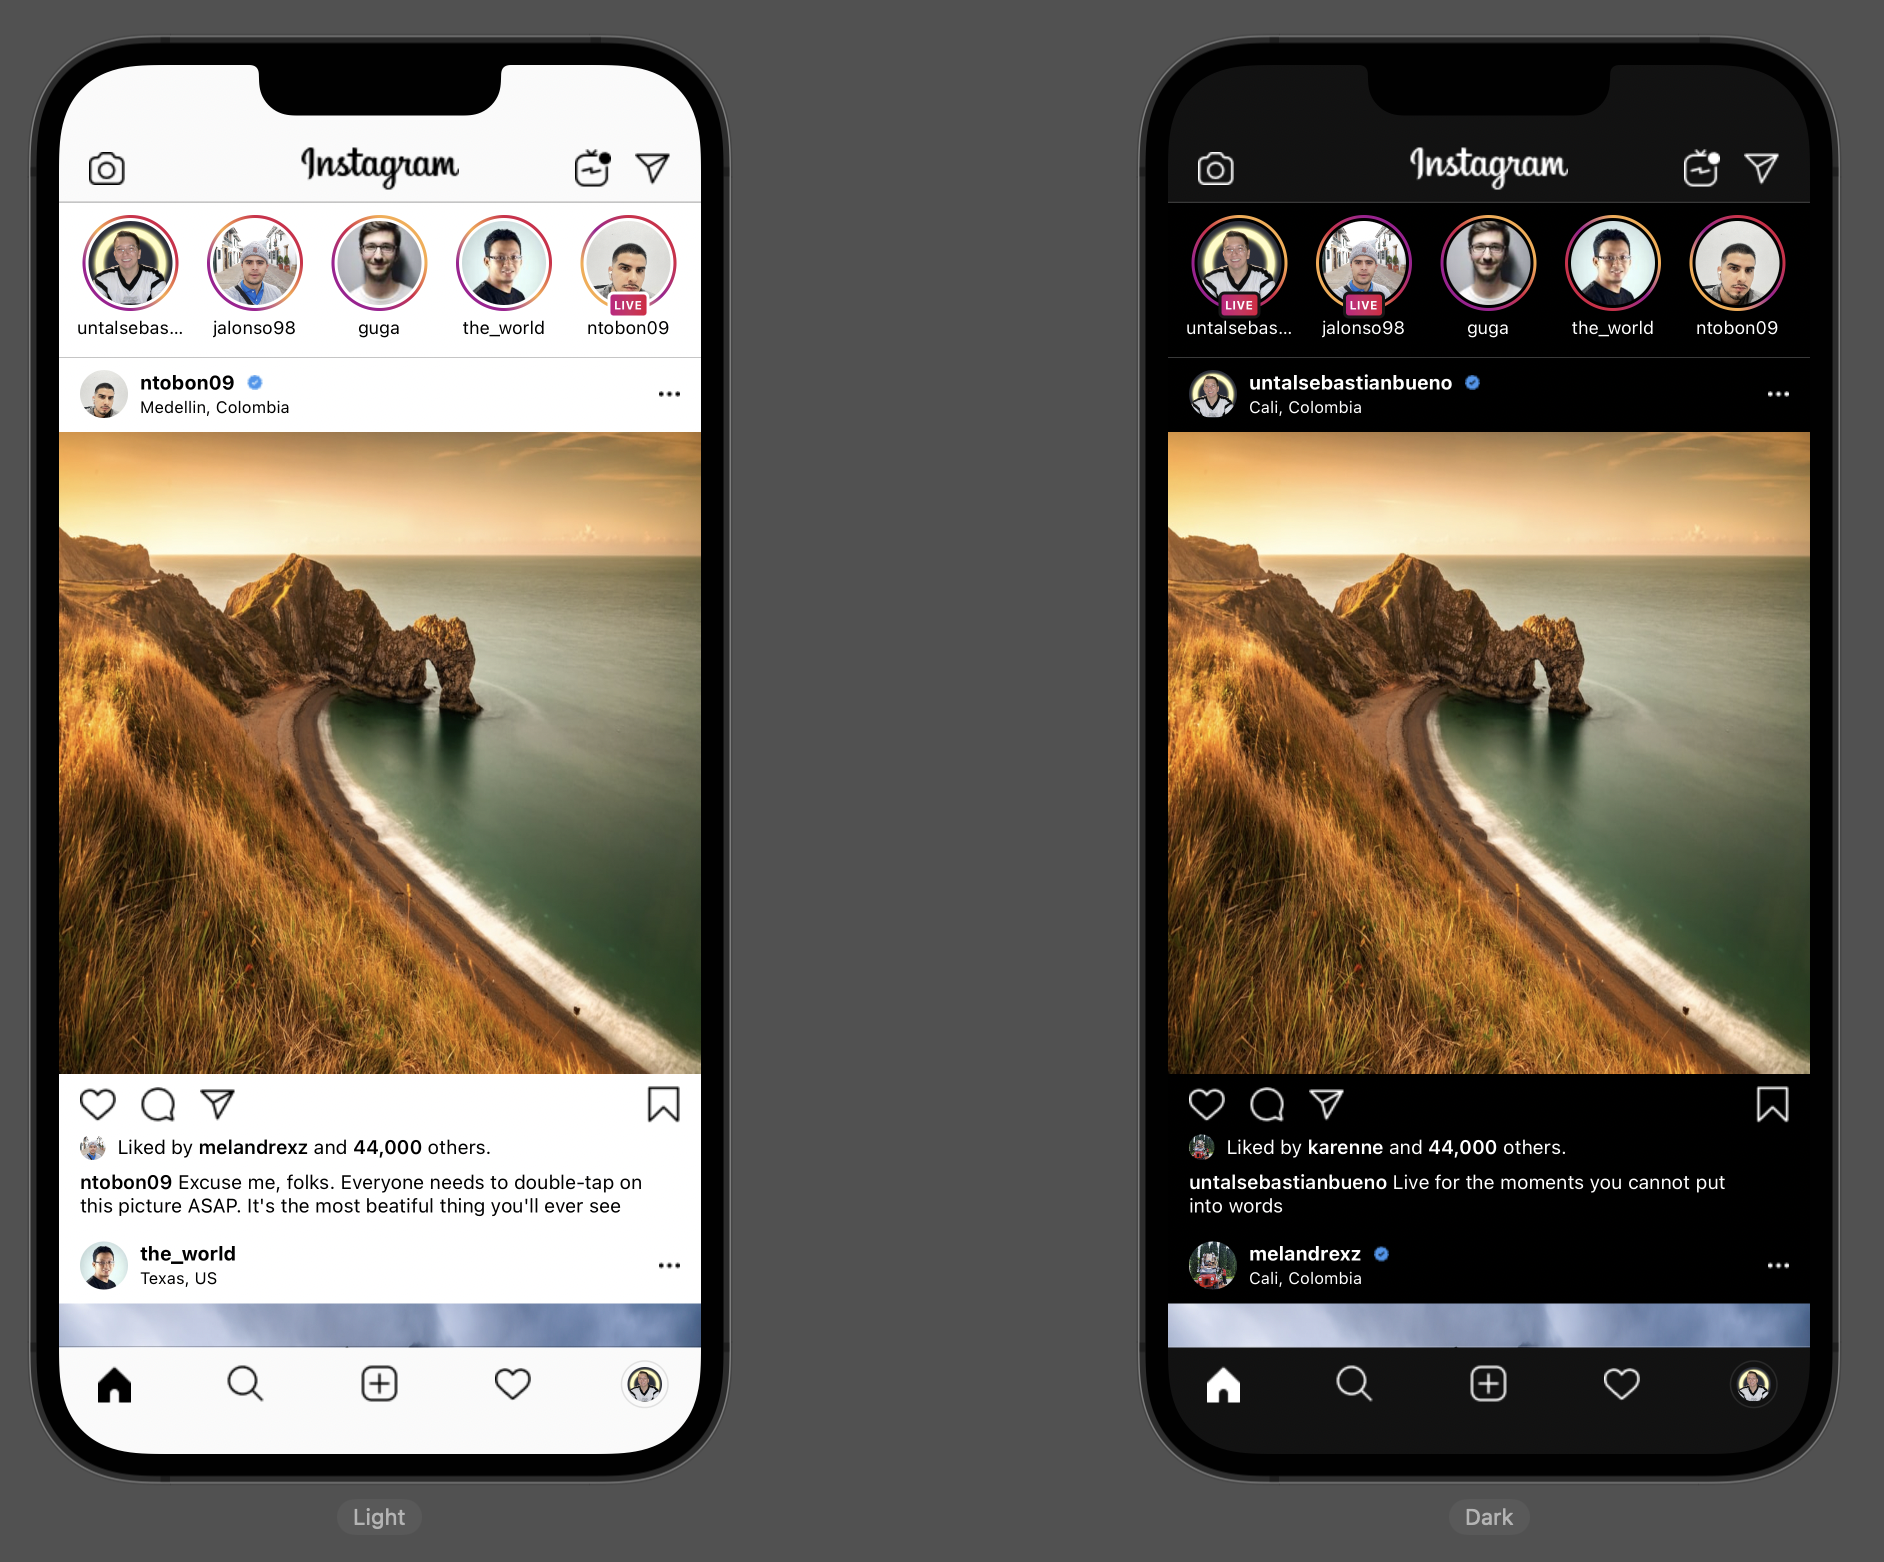 Instagram
LIVE
untalsebas... jalonso98 guga the_world ntobon09
ntobon09
Medellin, Colombia
Liked by melandrexz and 44,000 others.
ntobon09 Excuse me, folks. Everyone needs to double-tap on
this picture ASAP. It's the most beatiful thing you'll ever see
the_world
Texas, US
Light
Instagram
LIVE LIVE
untalsebas... jalonso98 guga the_world ntobon09
untalsebastianbueno
Cali, Colombia
Liked by karenne and 44,000 others.
untalsebastianbueno Live for the moments you cannot put
into words
melandrexz
Cali, Colombia
Dark